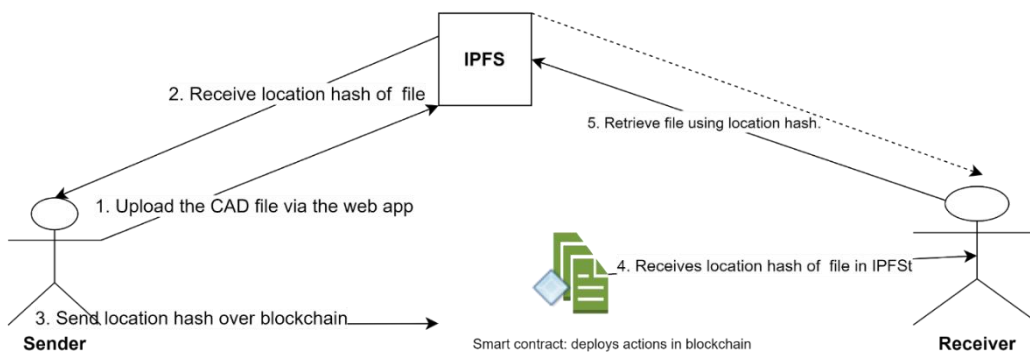 IPFS
2. Receive location hash of file
5. Retrieve file using location hash.
1. Upload the CAD file via the web app
4. Receives location hash of file in IPFSt
3. Send location hash over blockchain
Sender
Smart contract: deploys actions in blockchain
Receiver